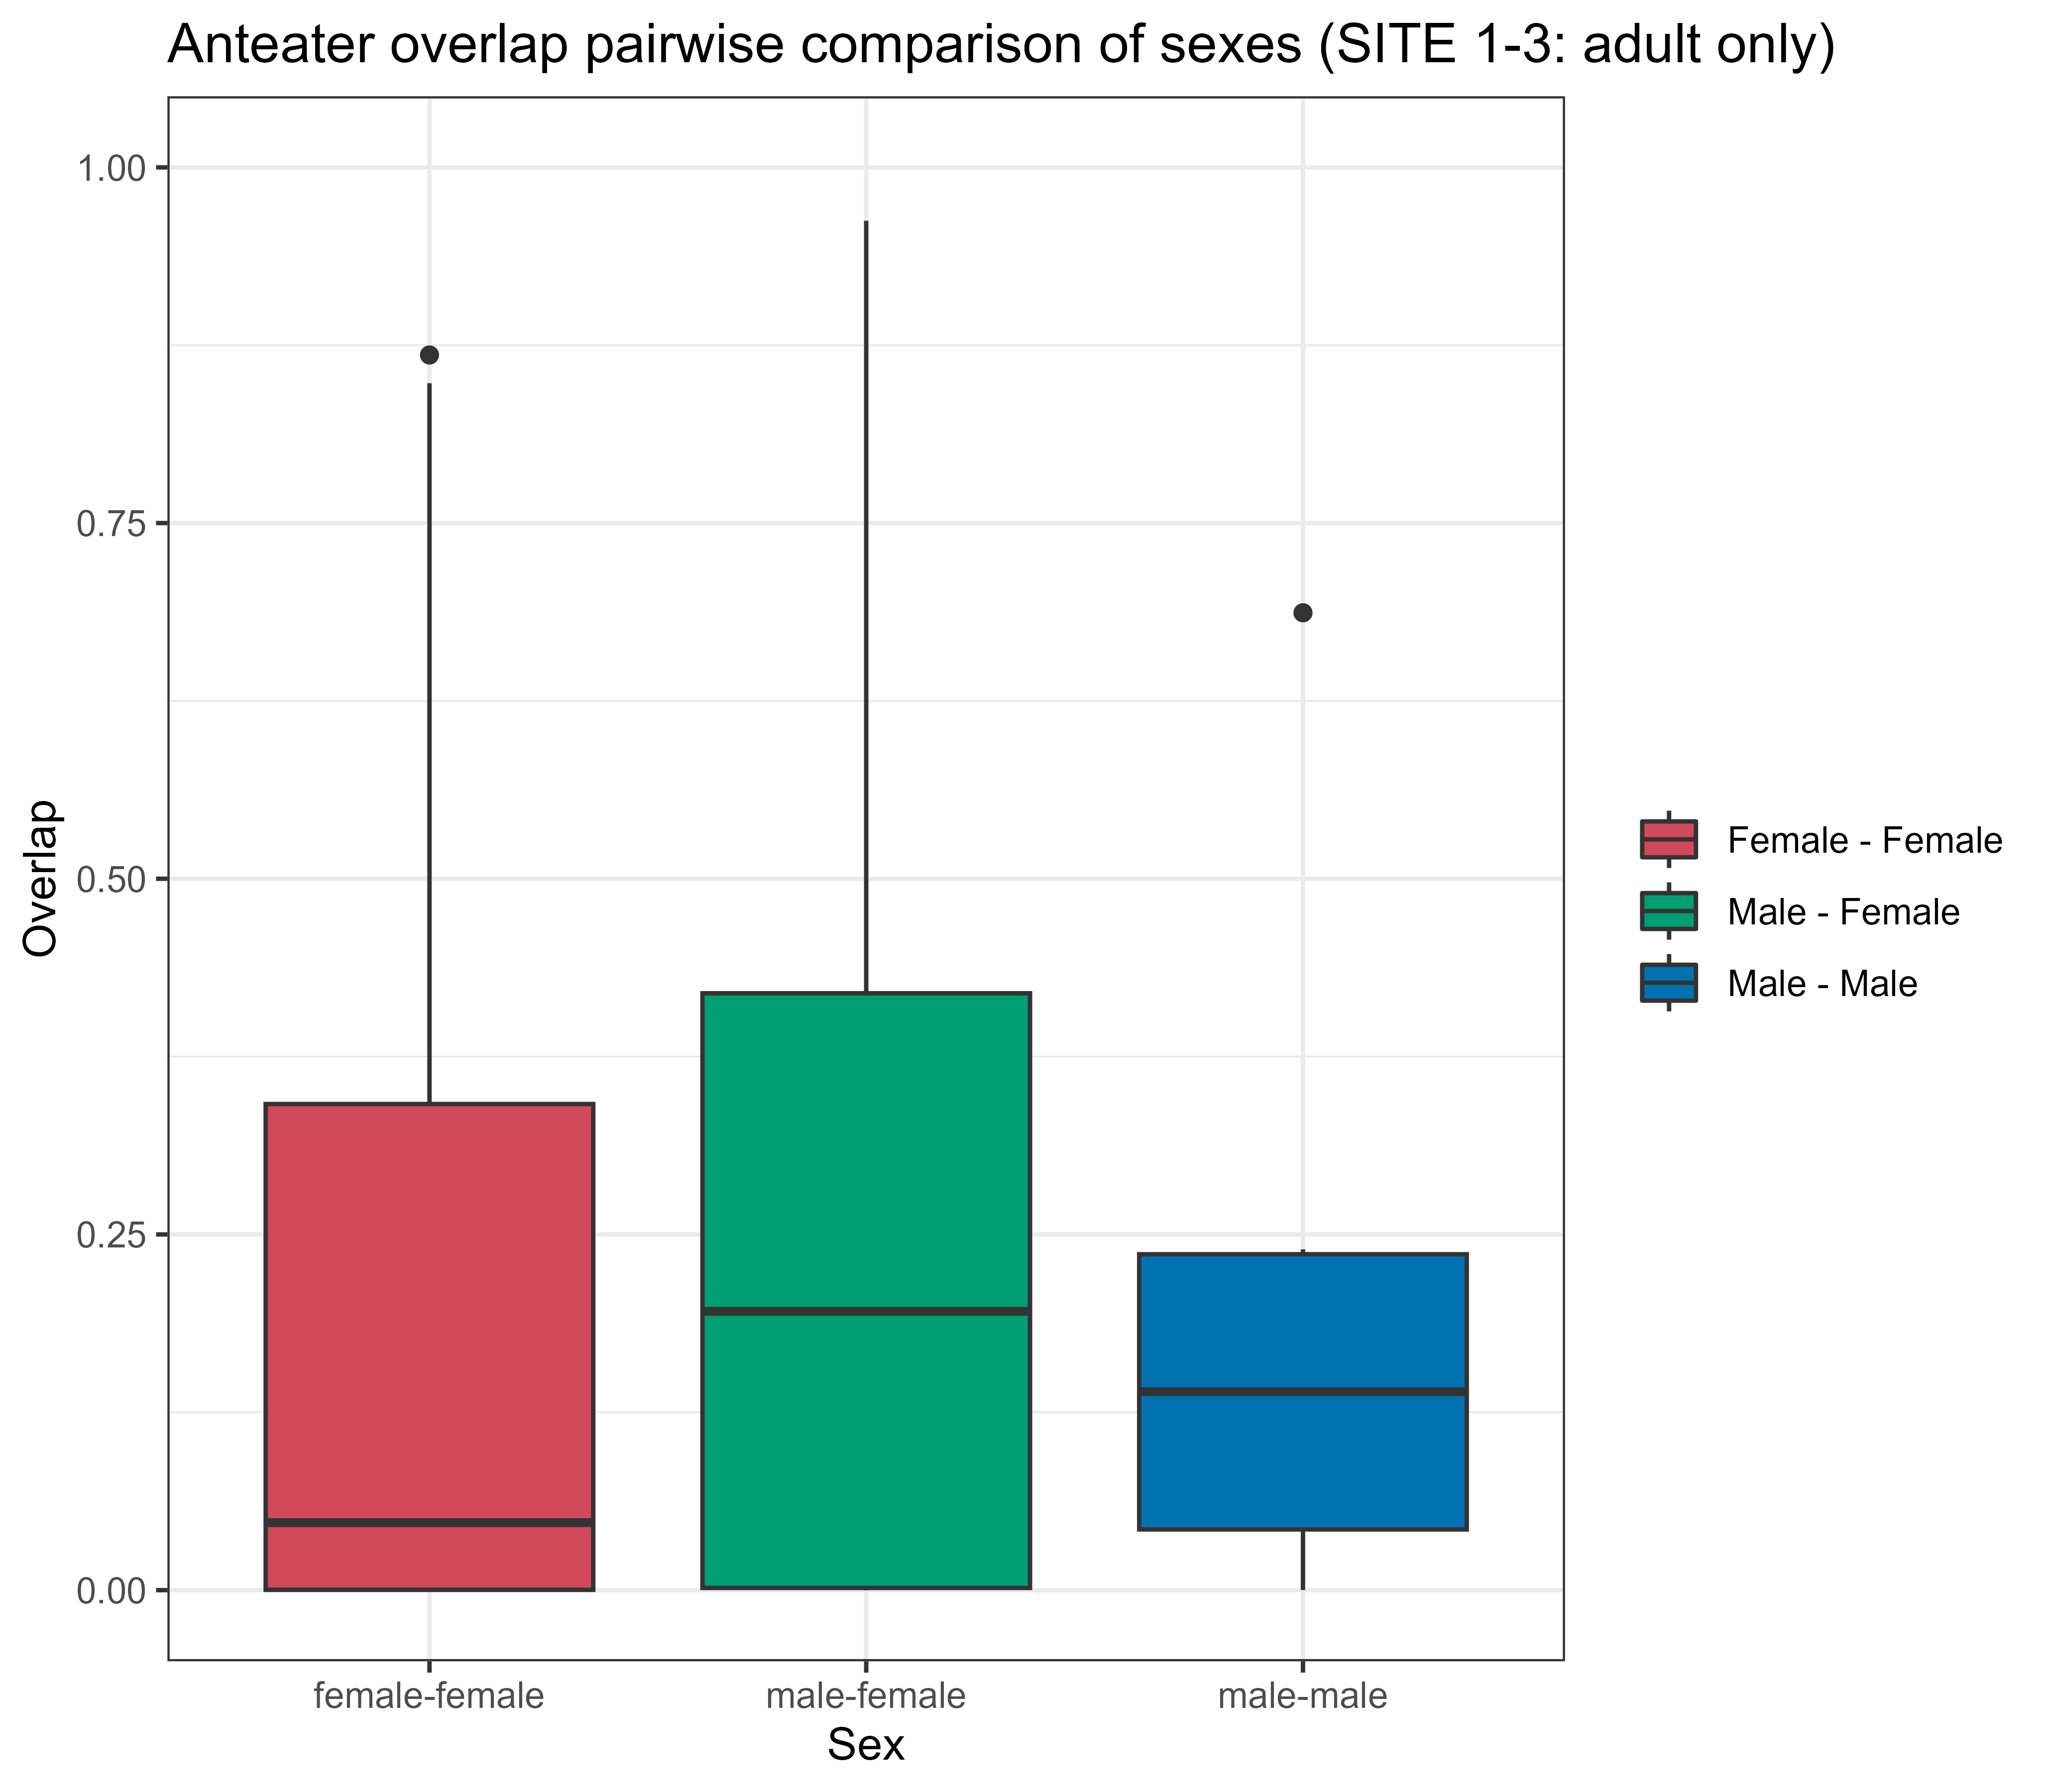 Anteater overlap pairwise comparison of sexes (SITE 1-3: adult only)
Overlap
1.00
0.75
0.50
0.25
0.00
female-female
male-female
male-male
Sex
Female - Female
Male - Female
Male - Male